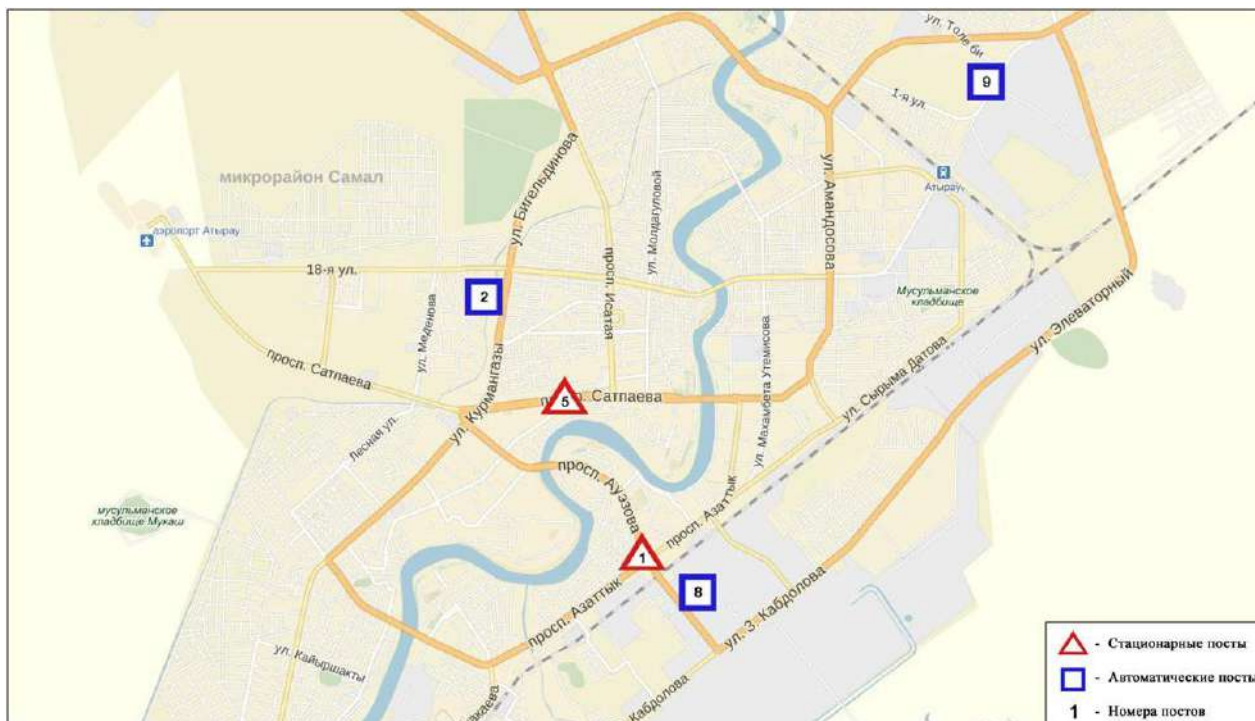 ул. Толе би
9
1-я ул.
ул. Бигельдинова
микрорайон Самал
ул. Молдагуловой
ул. Амандосова
Атырау
аэропорт Атырау
18-я ул.
просп. Исатая
2
Мусульманское
кладбище
ул. Элеваторный
ул. Меденова
просп. Сатпаева
ул. Курмангазы
ул. Махамбета Утемисова
ул. Сырыма Датова
5
Сатпаева
Лесная ул.
просп. Ауэзова
просп. Азаттык
мусульманское
кладбище Мукаш
1
8
просп. Азаттык
ул. З. Кабдолова
ул. Кайыршакты
Кабдолова
- Стационарные посты
- Автоматические посты
1 - Номера постов